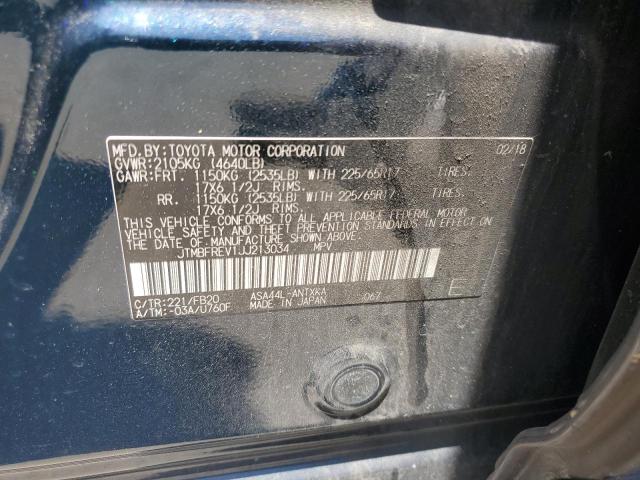 MFD.BY:TOYOTA MOTOR CORPORATION 02/18
GVWR:2105KG (4640LB)
GAWR:FRT. 1150KG (2535LB) WITH 225/65R17 TIRES.
17X6 1/2J RIMS.
RR. 1150KG (2535LB) WITH 225/65R17 TIRES.
17X6 1/2J RIMS.
THIS VEHICLE CONFORMS TO ALL APPLICABLE FEDERAL MOTOR
VEHICLE SAFETY AND THEFT PREVENTION STANDARDS IN EFFECT ON
THE DATE OF MANUFACTURE SHOWN ABOVE.
JTMBFREV1JJ213034 MPV
C/TR:221/FB20 ASA44L-ANTXKA 067 E
A/TM:-03A/U760F MADE IN JAPAN